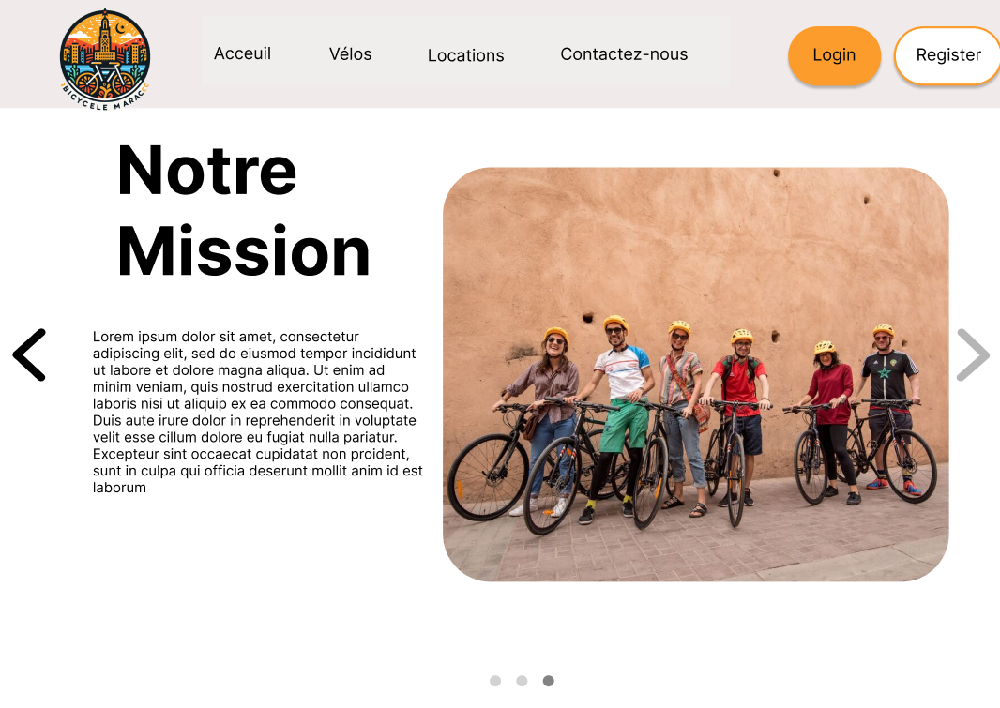 BICYCELE MARAC
Acceuil
Vélos
Locations
Contactez-nous
Login
Register
Notre
Mission
Lorem ipsum dolor sit amet, consectetur
adipiscing elit, sed do eiusmod tempor incididunt
ut labore et dolore magna aliqua. Ut enim ad
minim veniam, quis nostrud exercitation ullamco
laboris nisi ut aliquip ex ea commodo consequat.
Duis aute irure dolor in reprehenderit in voluptate
velit esse cillum dolore eu fugiat nulla pariatur.
Excepteur sint occaecat cupidatat non proident,
sunt in culpa qui officia deserunt mollit anim id est
laborum